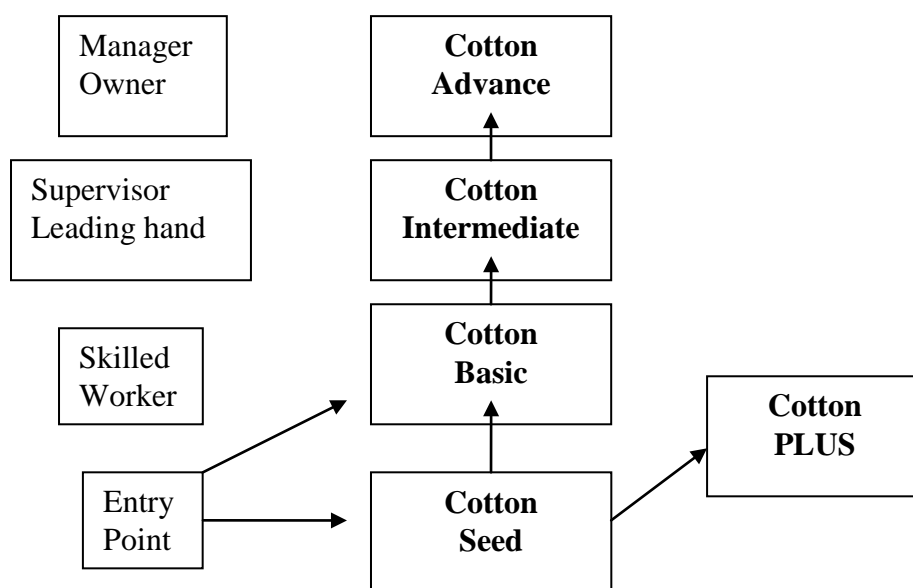 Manager
Owner
Cotton
Advance
Supervisor
Leading hand
Cotton
Intermediate
Skilled
Worker
Cotton
Basic
Cotton
PLUS
Entry
Point
Cotton
Seed